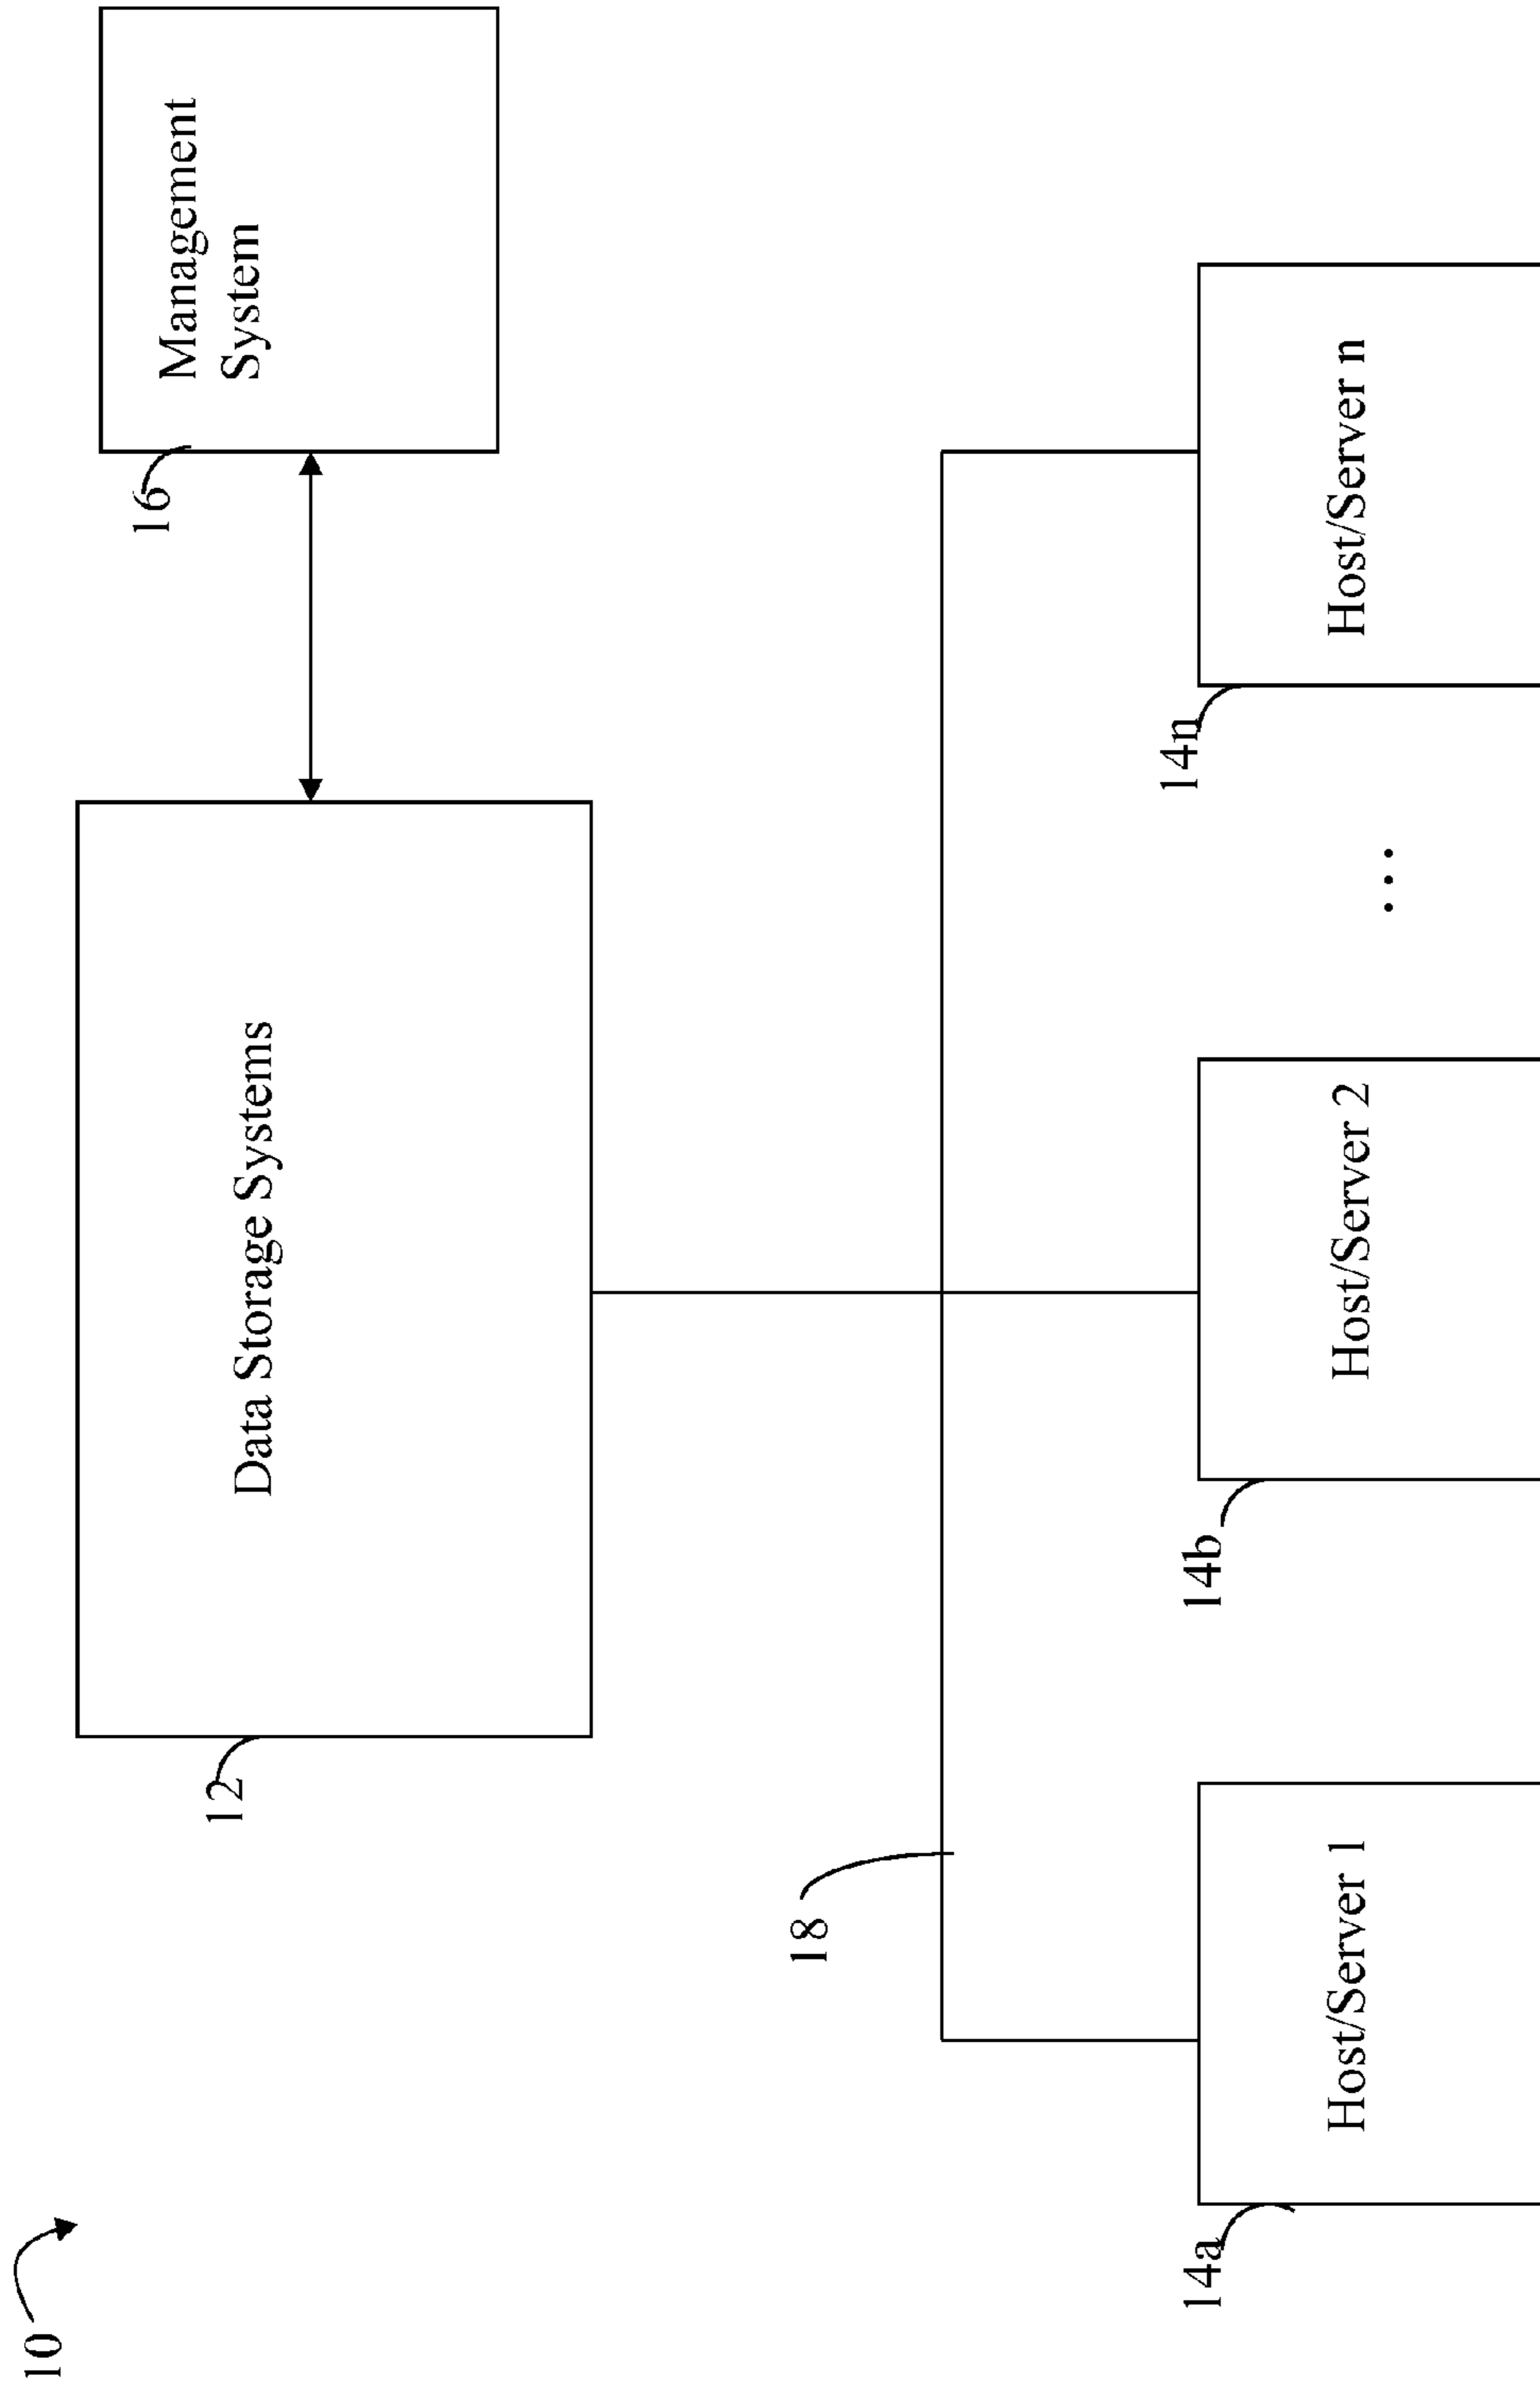 10
12
Data Storage Systems
16
Management
System
18
14a
Host/Server 1
14b
Host/Server 2
...
14n
Host/Server n